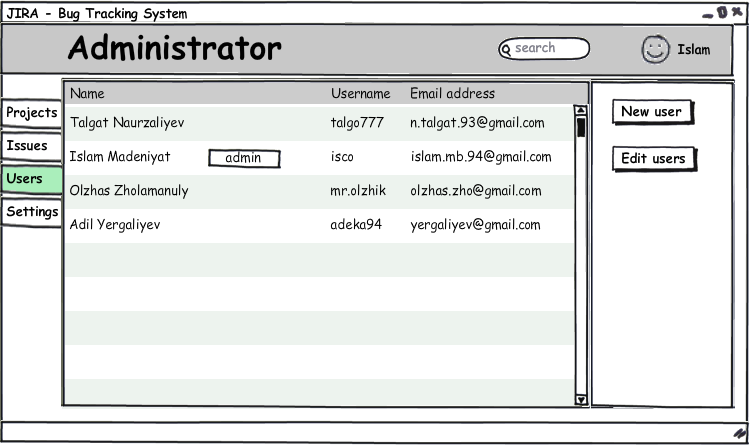 JIRA - Bug Tracking System
Administrator
search
Islam
Projects
Issues
Users
Settings
Name Username Email address
Talgat Naurzaliyev talgo777 n.talgat.93@gmail.com
Islam Madeniyat admin isco islam.mb.94@gmail.com
Olzhas Zholamanuly mr.olzhik olzhas.zho@gmail.com
Adil Yergaliyev adeka94 yergaliyev@gmail.com
New user
Edit users